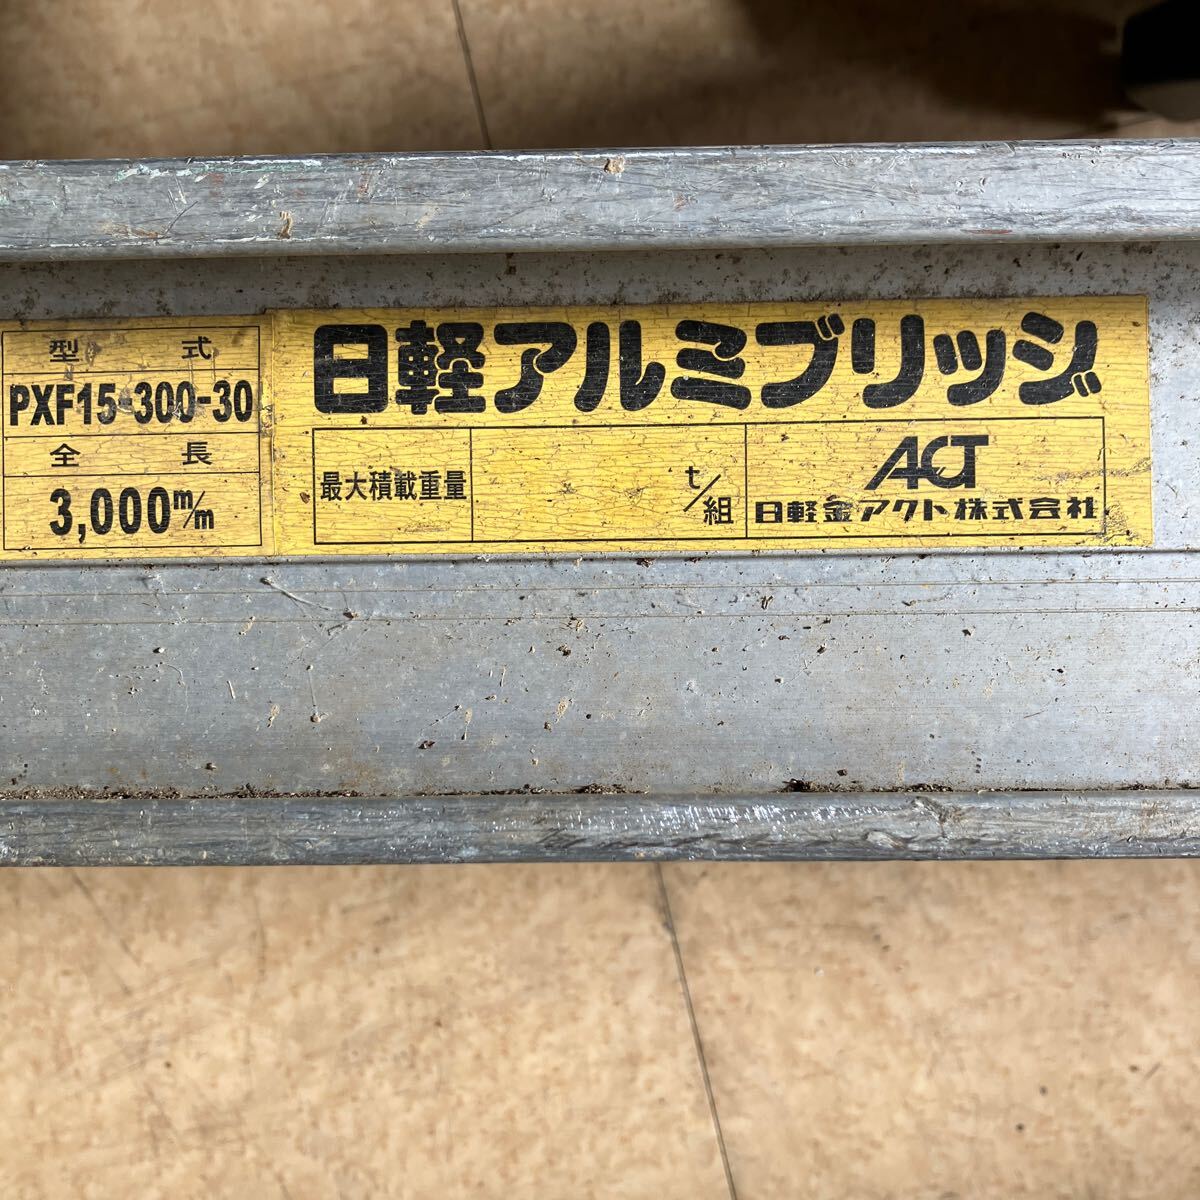 型式
PXF15-300-30
全長
3,000m/m
日軽アルミブリッジ
最大積載重量
t/組
ACT
日軽金アクト株式会社